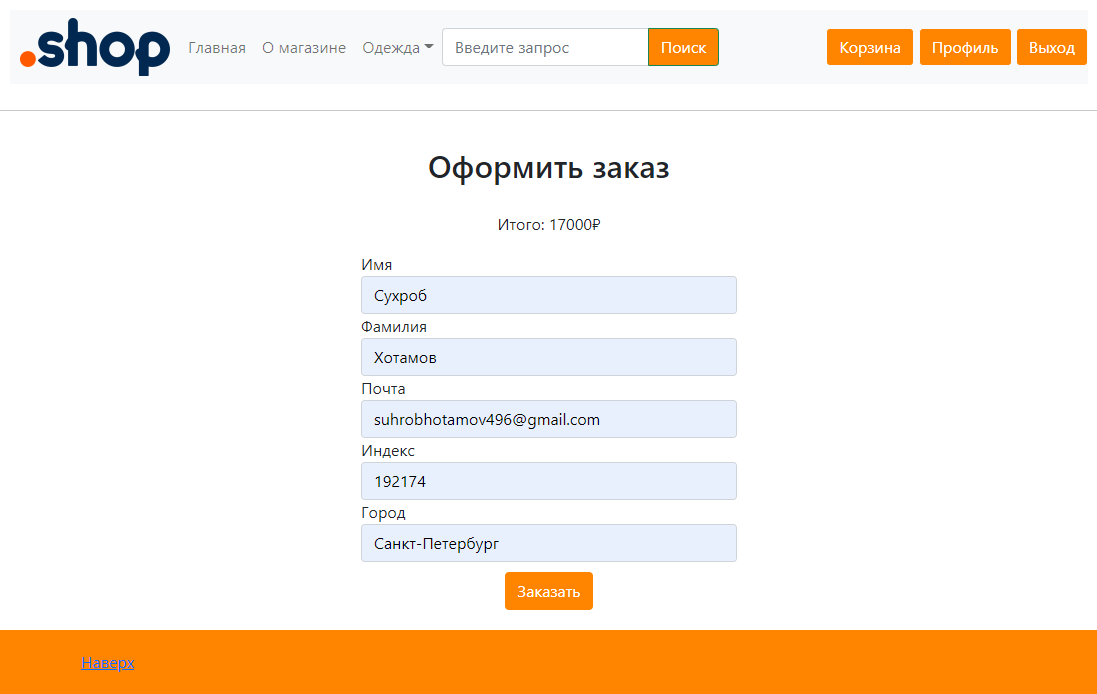 .shop Главная О магазине Одежда Введите запрос Поиск Корзина Профиль Выход
Оформить заказ
Итого: 17000₽
Имя
Сухроб
Фамилия
Хотамов
Почта
suhrobhotamov496@gmail.com
Индекс
192174
Город
Санкт-Петербург
Заказать
Наверх